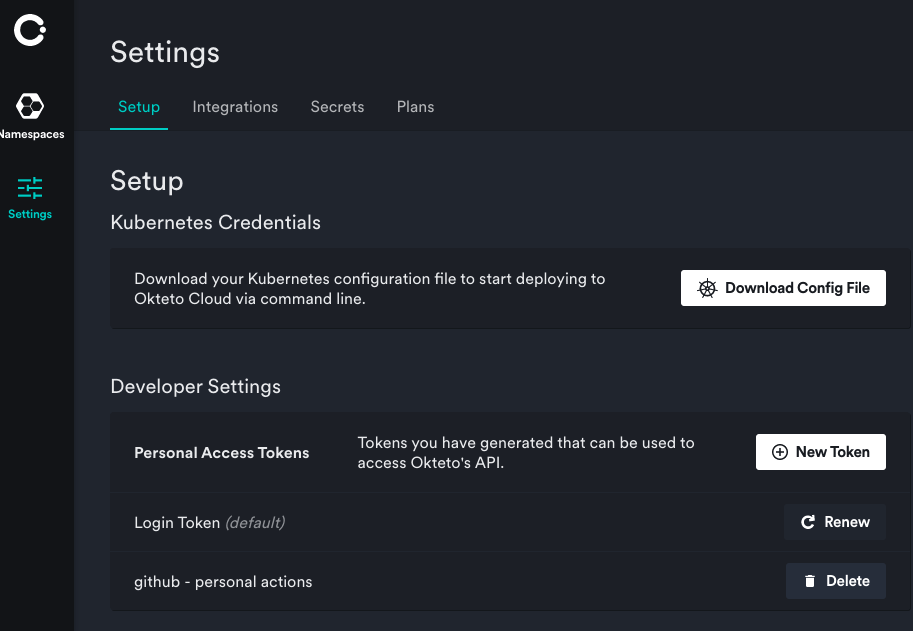 Settings
Setup
Integrations
Secrets
Plans
Namespaces
Settings
Setup
Kubernetes Credentials
Download your Kubernetes configuration file to start deploying to
Okteto Cloud via command line.
Download Config File
Developer Settings
Personal Access Tokens
Tokens you have generated that can be used to
access Okteto's API.
New Token
Login Token (default)
Renew
github - personal actions
Delete